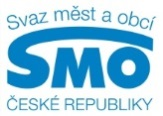 Svaz měst a obcí
SMO
ČESKÉ REPUBLIKY